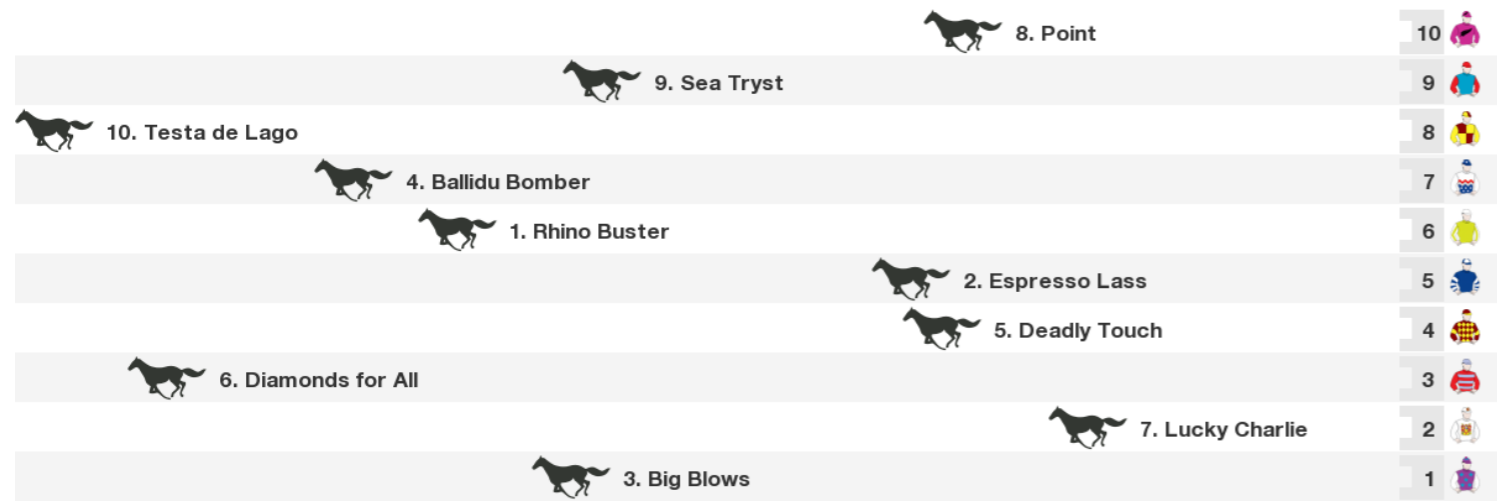 8. Point 10
9. Sea Tryst 9
10. Testa de Lago 8
4. Ballidu Bomber 7
1. Rhino Buster 6
2. Espresso Lass 5
5. Deadly Touch 4
6. Diamonds for All 3
7. Lucky Charlie 2
3. Big Blows 1